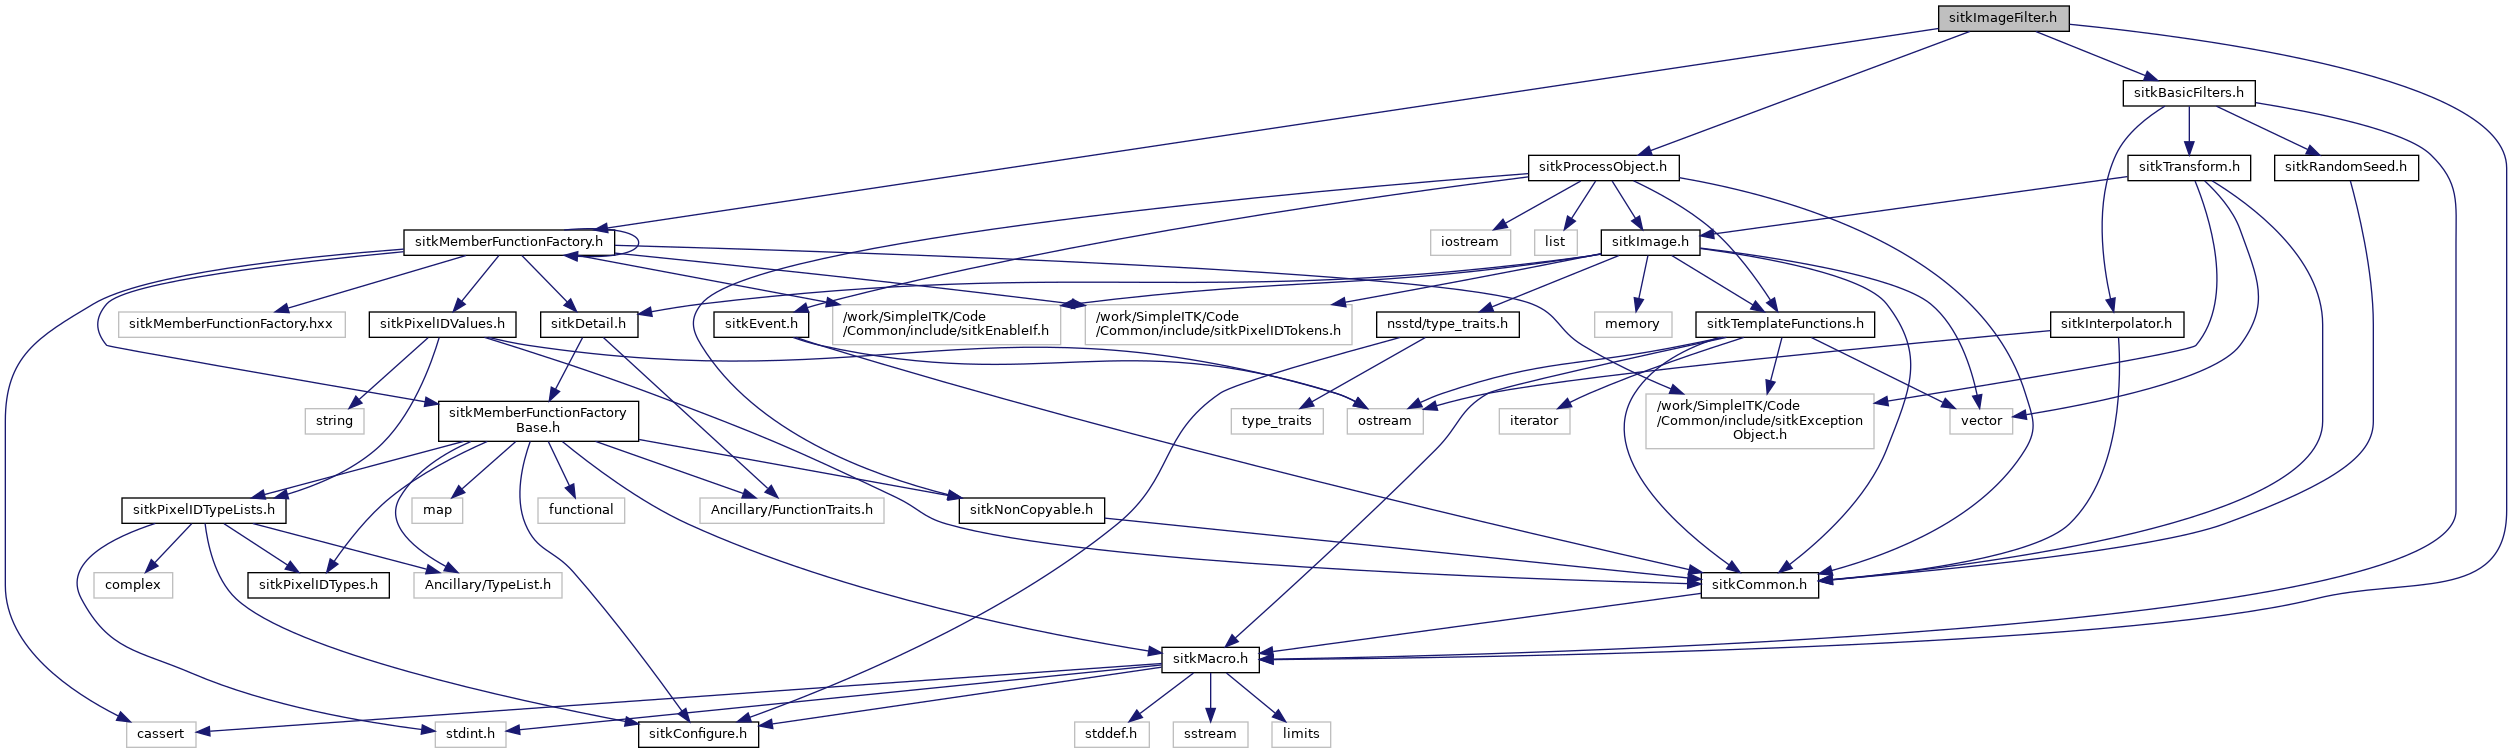 sitkImageFilter.h
sitkBasicFilters.h
sitkProcessObject.h
sitkTransform.h
sitkRandomSeed.h
sitkMemberFunctionFactory.h
iostream
list
sitkImage.h
sitkMemberFunctionFactory.hxx
sitkPixelIDValues.h
sitkDetail.h
sitkEvent.h
/work/SimpleITK/Code
/Common/include/sitkEnableIf.h
/work/SimpleITK/Code
/Common/include/sitkPixelIDTokens.h
nsstd/type_traits.h
memory
sitkTemplateFunctions.h
sitkInterpolator.h
string
sitkMemberFunctionFactory
Base.h
type_traits
ostream
iterator
/work/SimpleITK/Code
/Common/include/sitkException
Object.h
vector
sitkPixelIDTypeLists.h
map
functional
Ancillary/FunctionTraits.h
sitkNonCopyable.h
complex
sitkPixelIDTypes.h
Ancillary/TypeList.h
sitkCommon.h
sitkMacro.h
cassert
stdint.h
sitkConfigure.h
stddef.h
sstream
limits